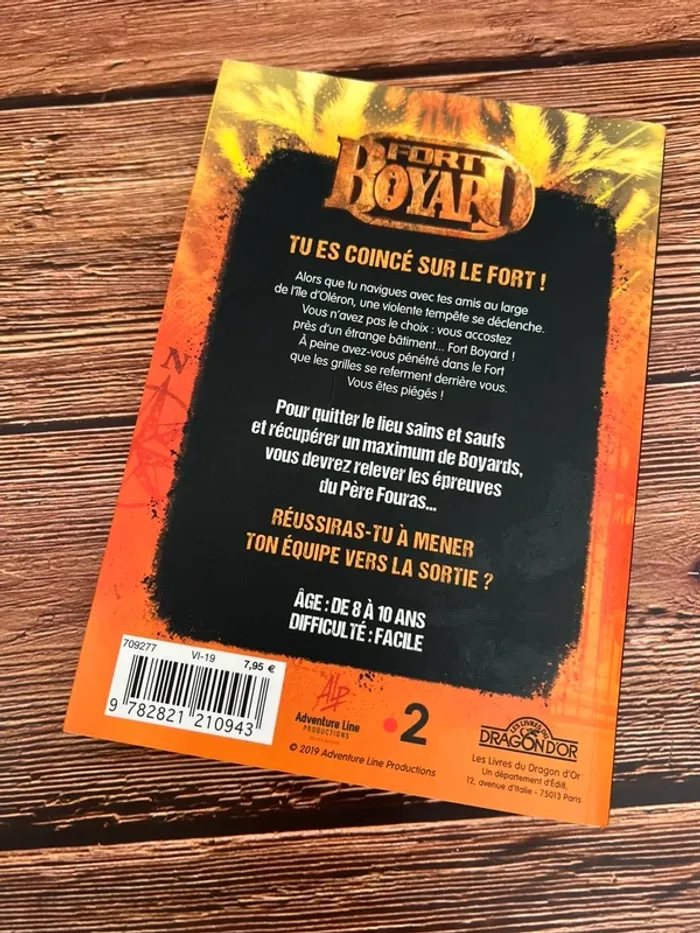 FORT
BOYARD
TU ES COINCÉ SUR LE FORT !
Alors que tu navigues avec tes amis au large
de l'île d'Oléron, une violente tempête se déclenche.
Vous n'avez pas le choix : vous accostez
près d'un étrange bâtiment... Fort Boyard !
À peine avez-vous pénétré dans le Fort
que les grilles se referment derrière vous.
Vous êtes piégés !
Pour quitter le lieu sains et saufs
et récupérer un maximum de Boyards,
vous devrez relever les épreuves
du Père Fouras...
RÉUSSIRAS-TU À MENER
TON ÉQUIPE VERS LA SORTIE ?
ÂGE : DE 8 À 10 ANS
DIFFICULTÉ : FACILE
N
709277 VI-19 7,95 €
9 782821 210943
ALP
Adventure Line
PRODUCTIONS
© 2019 Adventure Line Productions
2
LES LIVRES DU
DRAGON D'OR
Les Livres du Dragon d'Or
Un département d'Édi8,
12, avenue d'Italie - 75013 Paris